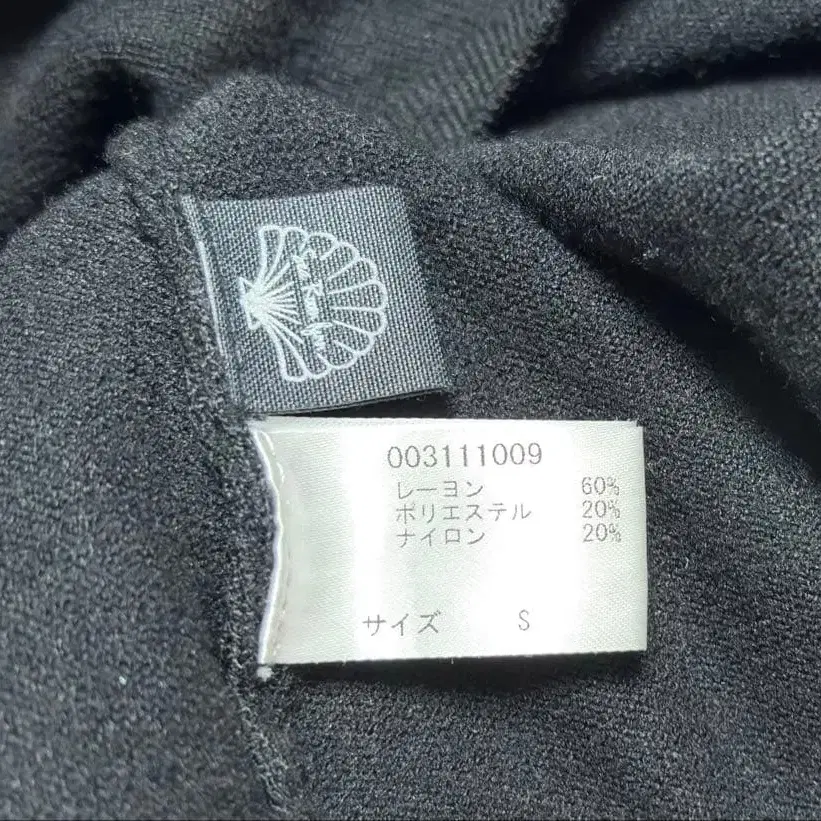 003111009
レーヨン 60%
ポリエステル 20%
ナイロン 20%
サイズ S